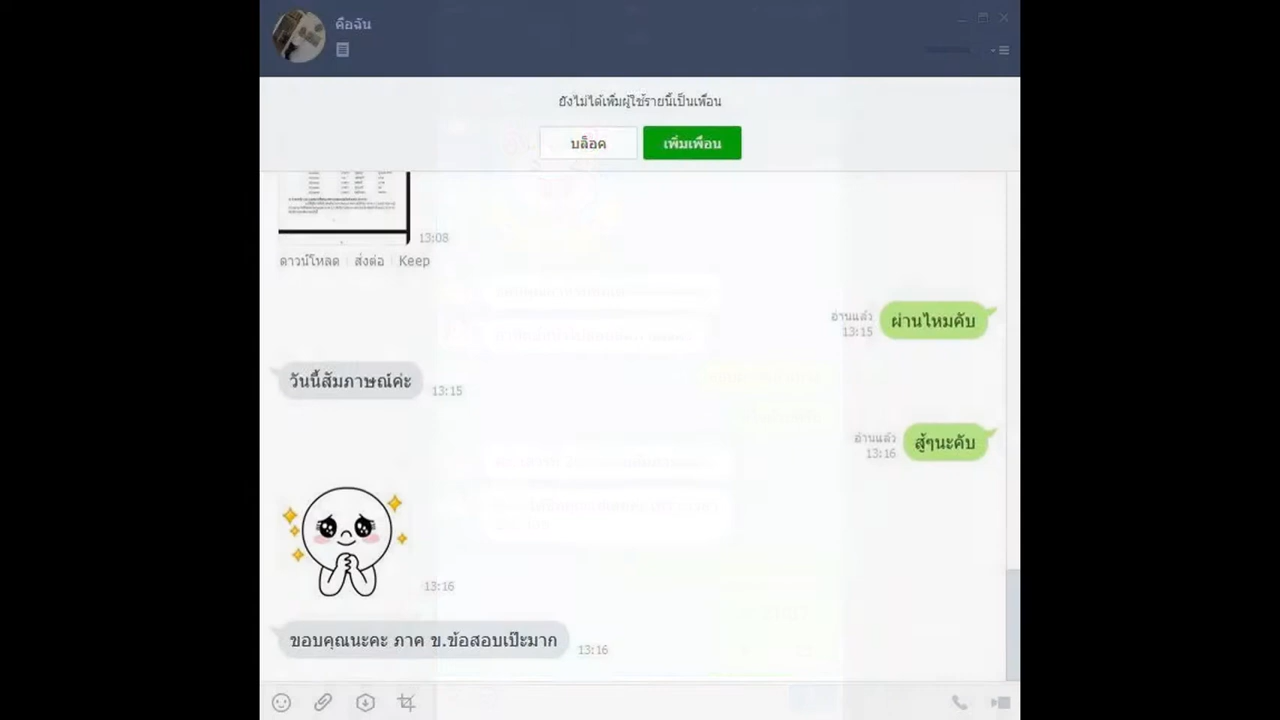 คือฉัน
ยังไม่ได้เพิ่มผู้ใช้รายนี้เป็นเพื่อน
บล็อค
เพิ่มเพื่อน
13:08
ดาวน์โหลด ส่งต่อ Keep
ผ่านไหมคับ
อ่านแล้ว
13:15
วันนี้สัมภาษณ์ค่ะ
13:15
สู้ๆนะคับ
อ่านแล้ว
13:16
13:16
ขอบคุณนะคะ ภาค ข.ข้อสอบเป๊ะมาก
13:16